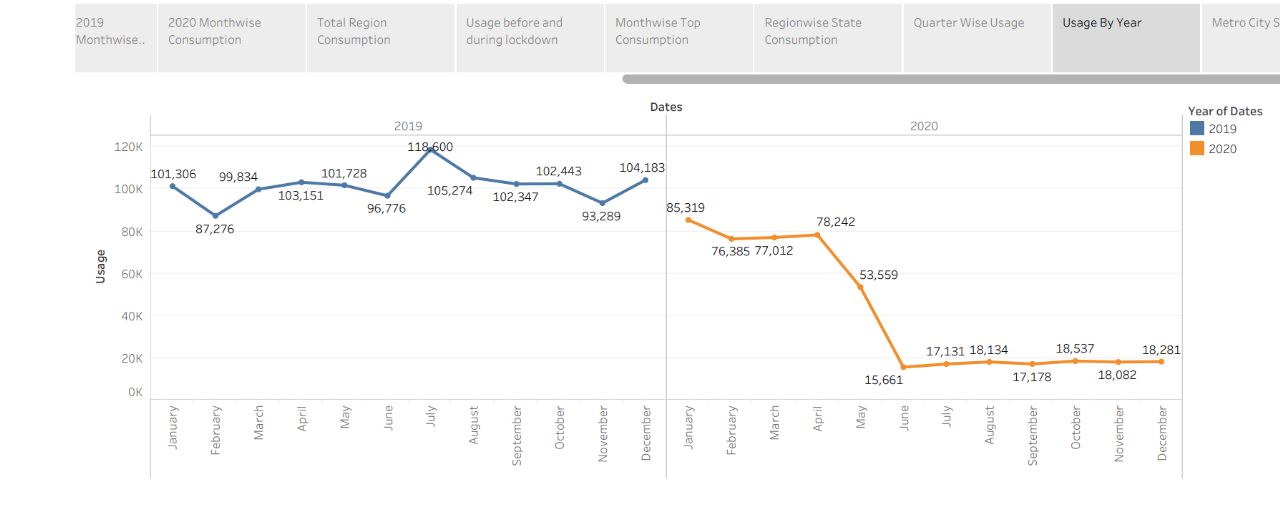 2019
Monthwise..
2020 Monthwise
Consumption
Total Region
Consumption
Usage before and
during lockdown
Monthwise Top
Consumption
Regionwise State
Consumption
Quarter Wise Usage
Usage By Year
Metro City S
Dates
2019
2020
Year of Dates
2019
2020
Usage
120K
100K
80K
60K
40K
20K
0K
101,306
87,276
99,834
103,151
101,728
96,776
118,600
105,274
102,347
102,443
93,289
104,183
85,319
76,385
77,012
78,242
53,559
15,661
17,131
18,134
17,178
18,537
18,082
18,281
January
February
March
April
May
June
July
August
September
October
November
December
January
February
March
April
May
June
July
August
September
October
November
December